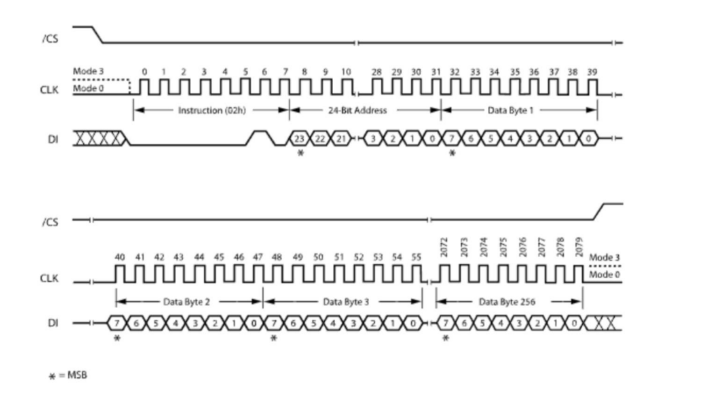 /CS
Mode 3
0 1 2 3 4 5 6 7 8 9 10 28 29 30 31 32 33 34 35 36 37 38 39
CLK Mode 0
Instruction (02h) 24-Bit Address Data Byte 1
DI 23 22 21 3 2 1 0 7 6 5 4 3 2 1 0
* *
/CS
40 41 42 43 44 45 46 47 48 49 50 51 52 53 54 55 2072 2073 2074 2075 2076 2077 2078 2079 Mode 3
CLK Mode 0
Data Byte 2 Data Byte 3 Data Byte 256
DI 7 6 5 4 3 2 1 0 7 6 5 4 3 2 1 0 7 6 5 4 3 2 1 0
* * *
* = MSB